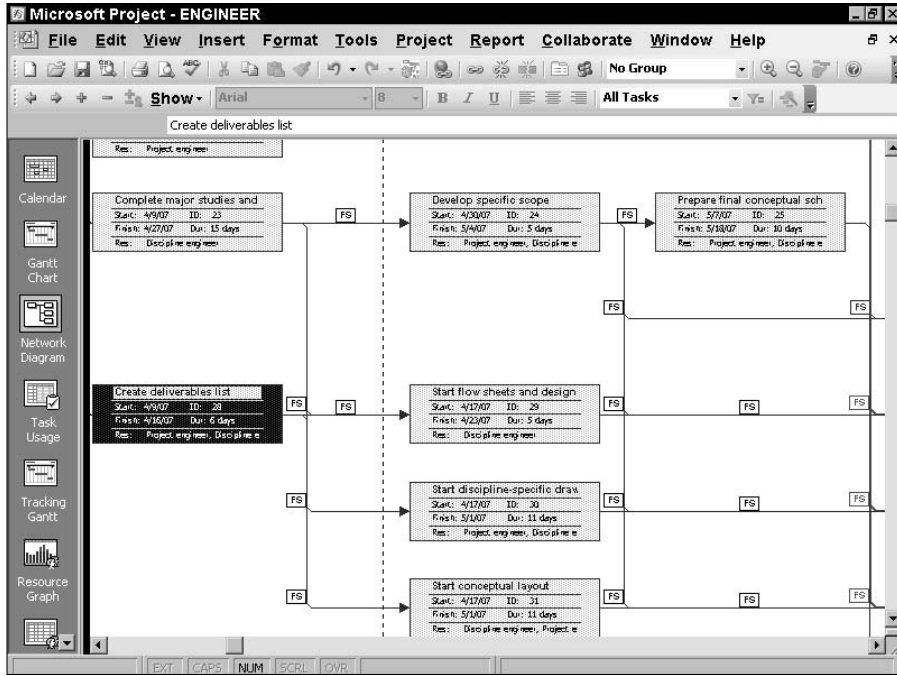 Microsoft Project - ENGINEER
File Edit View Insert Format Tools Project Report Collaborate Window Help
No Group
Show Arial 8 B I U All Tasks
Create deliverables list
Calendar
Gantt
Chart
Network
Diagram
Task
Usage
Tracking
Gantt
Resource
Graph
Res: Project engineer
Complete major studies and
Start: 4/9/07 ID: 23
Finish: 4/27/07 Dur: 15 days
Res: Discipline engineer
FS
Develop specific scope
Start: 4/30/07 ID: 24
Finish: 5/4/07 Dur: 5 days
Res: Project engineer, Discipline e
FS
Prepare final conceptual sch
Start: 5/7/07 ID: 25
Finish: 5/18/07 Dur: 10 days
Res: Project engineer, Discipline e
FS
FS
Create deliverables list
Start: 4/9/07 ID: 28
Finish: 4/16/07 Dur: 6 days
Res: Project engineer, Discipline e
FS
FS
Start flow sheets and design
Start: 4/17/07 ID: 29
Finish: 4/23/07 Dur: 5 days
Res: Discipline engineer
FS
FS
FS
FS
Start discipline-specific draw
Start: 4/17/07 ID: 30
Finish: 5/1/07 Dur: 11 days
Res: Project engineer, Discipline e
FS
FS
FS
FS
Start conceptual layout
Start: 4/17/07 ID: 31
Finish: 5/1/07 Dur: 11 days
Res: Discipline engineer, Project e
FS
FS
FS
EXT CAPS NUM SCRL OVR